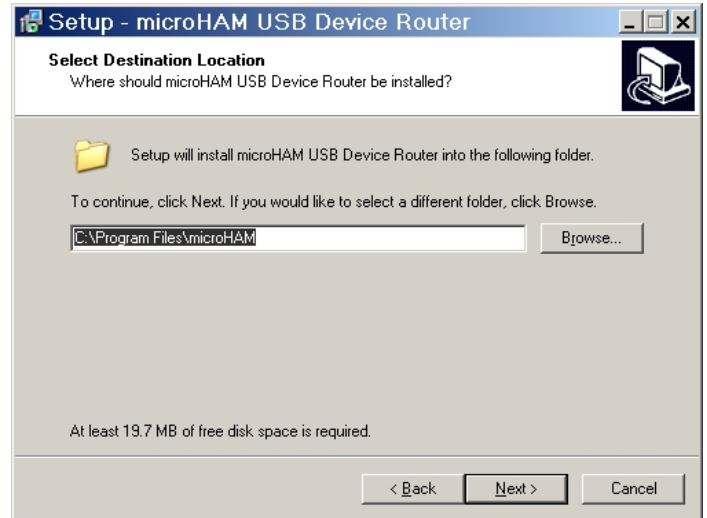 Setup - microHAM USB Device Router
Select Destination Location
Where should microHAM USB Device Router be installed?
Setup will install microHAM USB Device Router into the following folder.
To continue, click Next. If you would like to select a different folder, click Browse.
C:\Program Files\microHAM
Browse...
At least 19.7 MB of free disk space is required.
< Back
Next >
Cancel